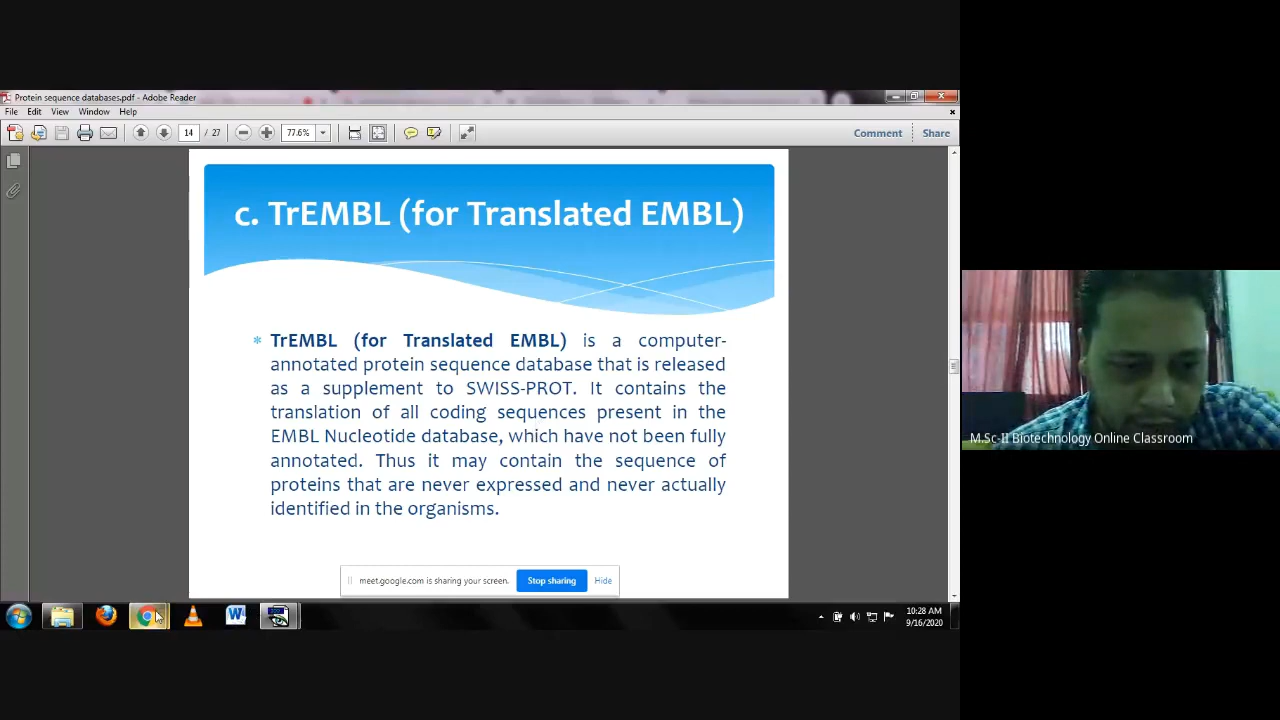 Protein sequence databases.pdf - Adobe Reader
File Edit View Window Help
14 / 27 77.6% Comment Share
c. TrEMBL (for Translated EMBL)
* TrEMBL (for Translated EMBL) is a computer-
annotated protein sequence database that is released
as a supplement to SWISS-PROT. It contains the
translation of all coding sequences present in the
EMBL Nucleotide database, which have not been fully
annotated. Thus it may contain the sequence of
proteins that are never expressed and never actually
identified in the organisms.
meet.google.com is sharing your screen. Stop sharing Hide
10:28 AM
9/16/2020
M.Sc-II Biotechnology Online Classroom